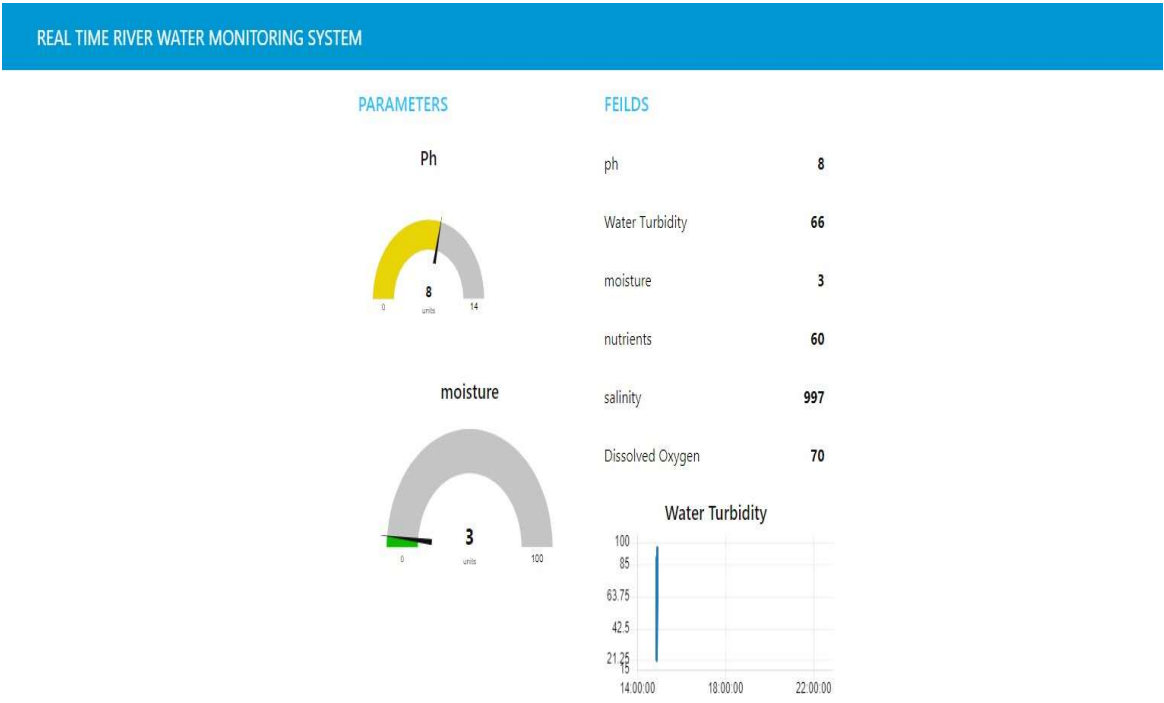 REAL TIME RIVER WATER MONITORING SYSTEM
PARAMETERS
Ph
8
units
0
14
moisture
3
units
0
100
FEILDS
ph 8
Water Turbidity 66
moisture 3
nutrients 60
salinity 997
Dissolved Oxygen 70
Water Turbidity
100
85
63.75
42.5
21.25
15
14:00:00 18:00:00 22:00:00